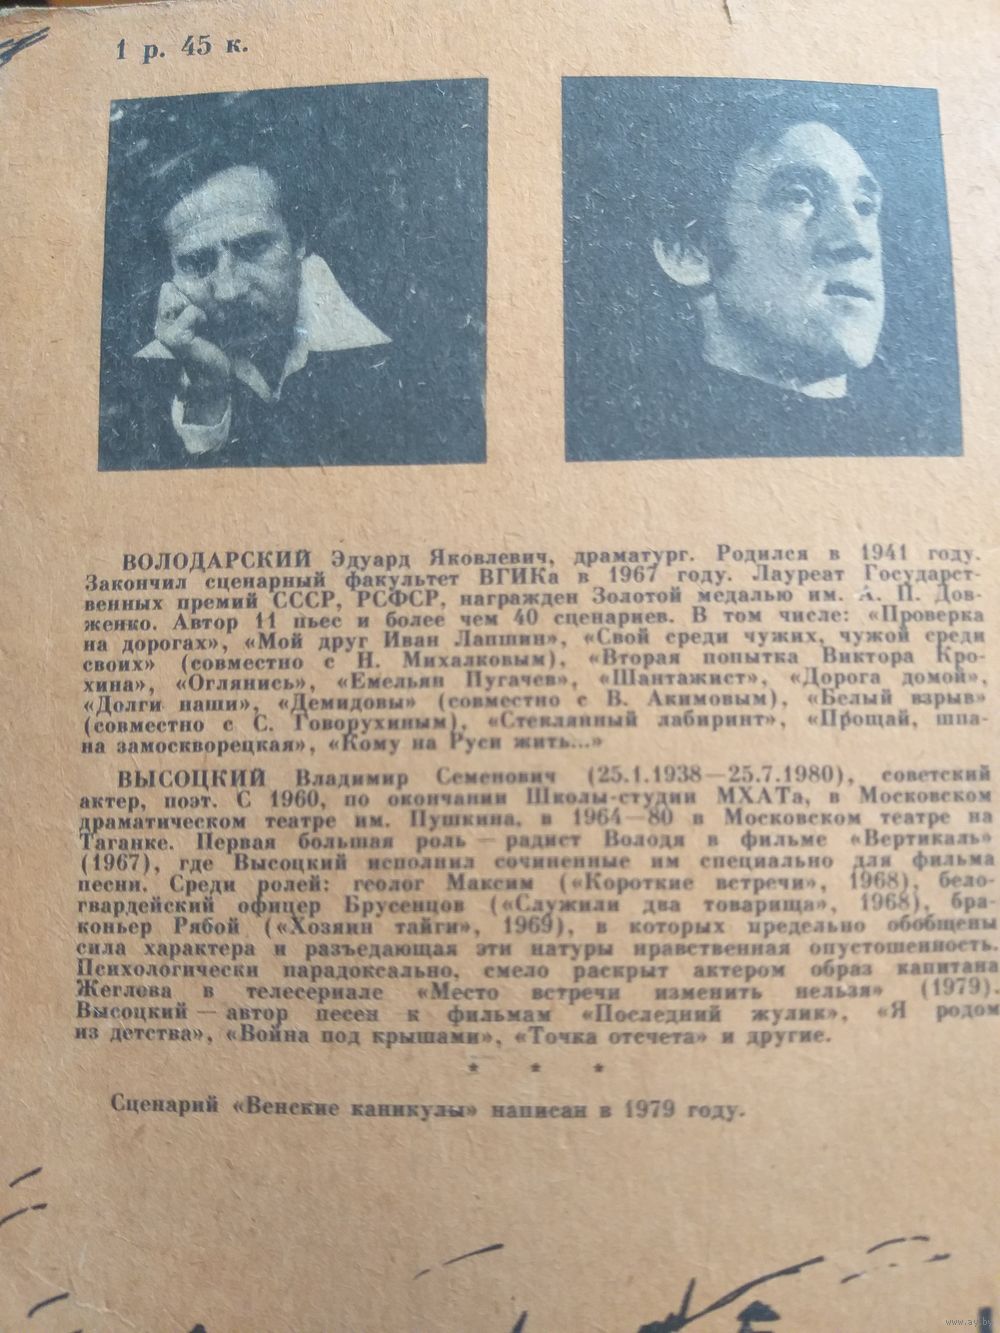 1 р. 45 к.
ВОЛОДАРСКИЙ Эдуард Яковлевич, драматург. Родился в 1941 году.
Закончил сценарный факультет ВГИКа в 1967 году. Лауреат Государст-
венных премий СССР, РСФСР, награжден Золотой медалью им. А. П. Дов-
женко. Автор 11 пьес и более чем 40 сценариев. В том числе: «Проверка
на дорогах», «Мой друг Иван Лапшин», «Свой среди чужих, чужой среди
своих» (совместно с Н. Михалковым), «Вторая попытка Виктора Кро-
хина», «Оглянись», «Емельян Пугачев», «Шантажист», «Дорога домой»,
«Долги наши», «Демидовы» (совместно с В. Акимовым), «Белый взрыв»
(совместно с С. Говорухиным), «Стеклянный лабиринт», «Прощай, шпа-
на замоскворецкая», «Кому на Руси жить...»
ВЫСОЦКИЙ Владимир Семенович (25.1.1938—25.7.1980), советский
актер, поэт. С 1960, по окончании Школы-студии МХАТа, в Московском
драматическом театре им. Пушкина, в 1964—80 в Московском театре на
Таганке. Первая большая роль — радист Володя в фильме «Вертикаль»
(1967), где Высоцкий исполнил сочиненные им специально для фильма
песни. Среди ролей: геолог Максим («Короткие встречи», 1968), бело-
гвардейский офицер Брусенцов («Служили два товарища», 1968), бра-
коньер Рябой («Хозяин тайги», 1969), в которых предельно обобщены
сила характера и разъедающая эти натуры нравственная опустошенность.
Психологически парадоксально, смело раскрыт актером образ капитана
Жеглова в телесериале «Место встречи изменить нельзя» (1979).
Высоцкий — автор песен к фильмам «Последний жулик», «Я родом
из детства», «Война под крышами», «Точка отсчета» и другие.
* * *
Сценарий «Венские каникулы» написан в 1979 году.
www.ay.by